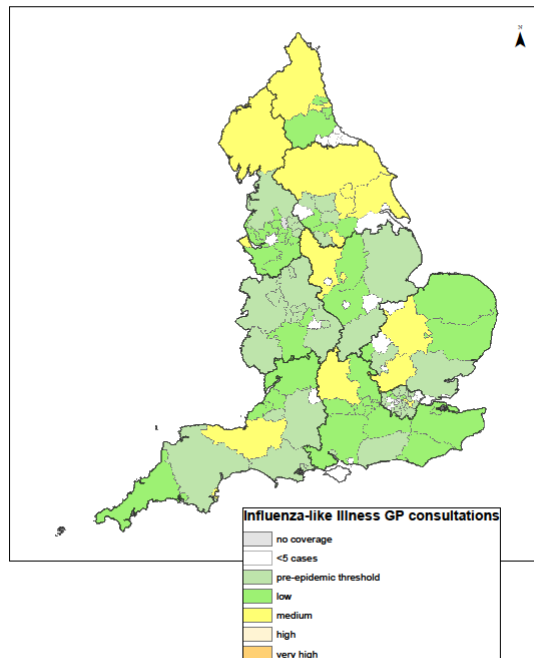 N
Influenza-like Illness GP consultations
no coverage
<5 cases
pre-epidemic threshold
low
medium
high
very high